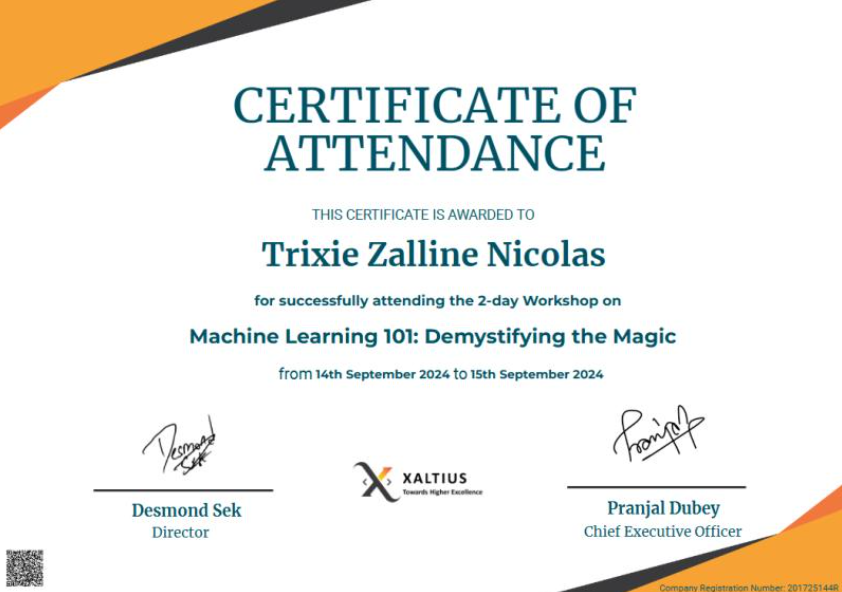 CERTIFICATE OF
ATTENDANCE
THIS CERTIFICATE IS AWARDED TO
Trixie Zalline Nicolas
for successfully attending the 2-day Workshop on
Machine Learning 101: Demystifying the Magic
from 14th September 2024 to 15th September 2024
Desmond
Sek
Pranjal
XALTIUS
Towards Higher Excellence
Desmond Sek
Director
Pranjal Dubey
Chief Executive Officer
Company Registration Number: 201725144R